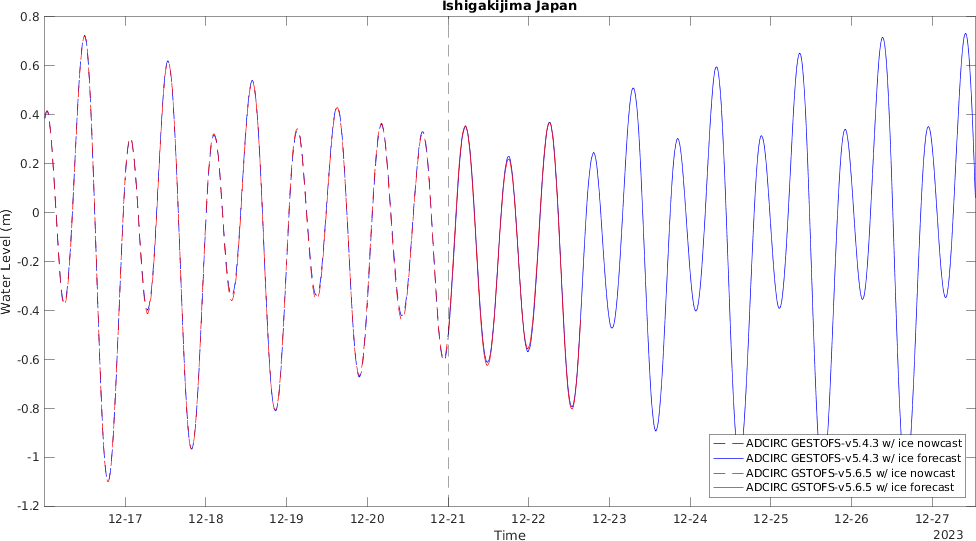 Ishigakijima Japan
0.8
0.6
0.4
0.2
0
-0.2
-0.4
-0.6
-0.8
-1
-1.2
Water Level (m)
ADCIRC GESTOFS-v5.4.3 w/ ice nowcast
ADCIRC GESTOFS-v5.4.3 w/ ice forecast
ADCIRC GSTOFS-v5.6.5 w/ ice nowcast
ADCIRC GSTOFS-v5.6.5 w/ ice forecast
12-17 12-18 12-19 12-20 12-21 12-22 12-23 12-24 12-25 12-26 12-27
Time
2023